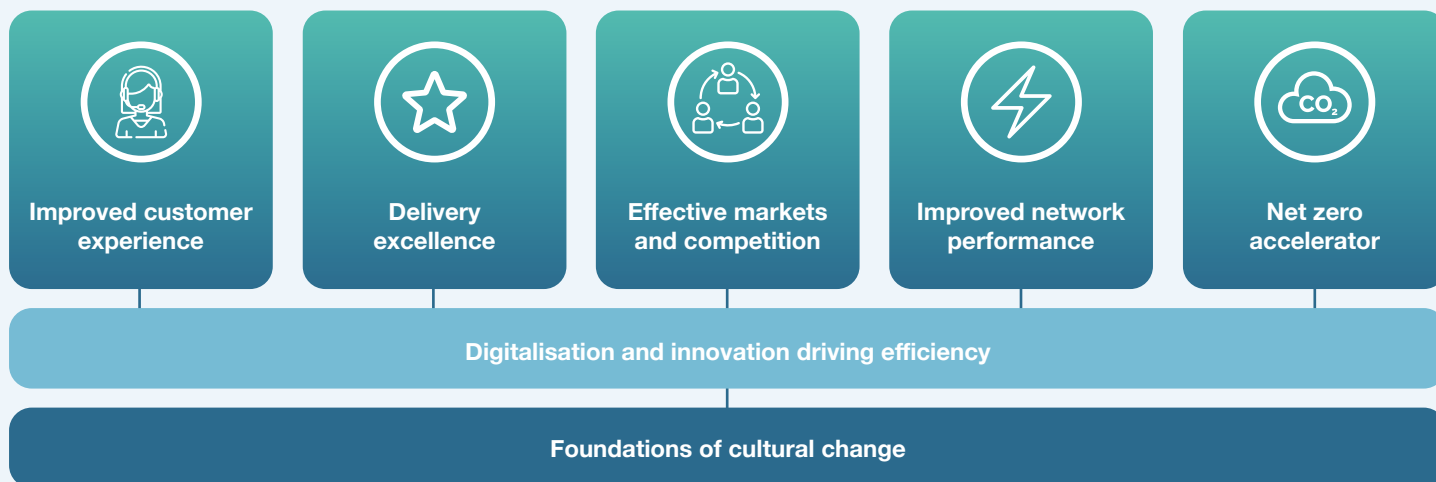 CO₂
Improved customer
experience
Delivery
excellence
Effective markets
and competition
Improved network
performance
Net zero
accelerator
Digitalisation and innovation driving efficiency
Foundations of cultural change